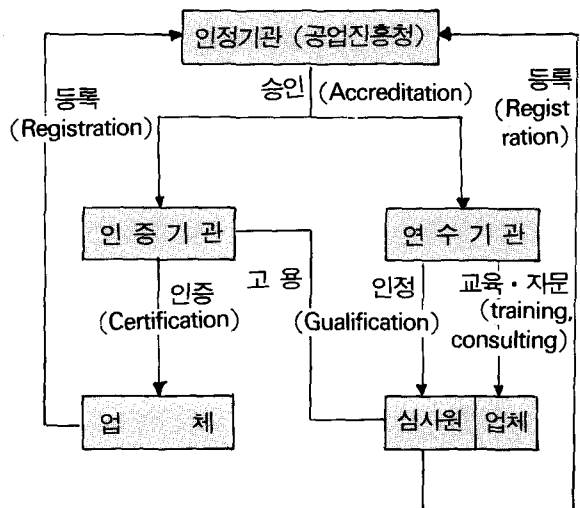 인정기관 (공업진흥청)
등록
(Registration)
승인 (Accreditation)
등록
(Regist
ration)
인 증 기 관
연 수 기 관
인증
(Certification)
고 용
인정
(Gualification)
교육·자문
(training,
consulting)
업 체
심사원 업체